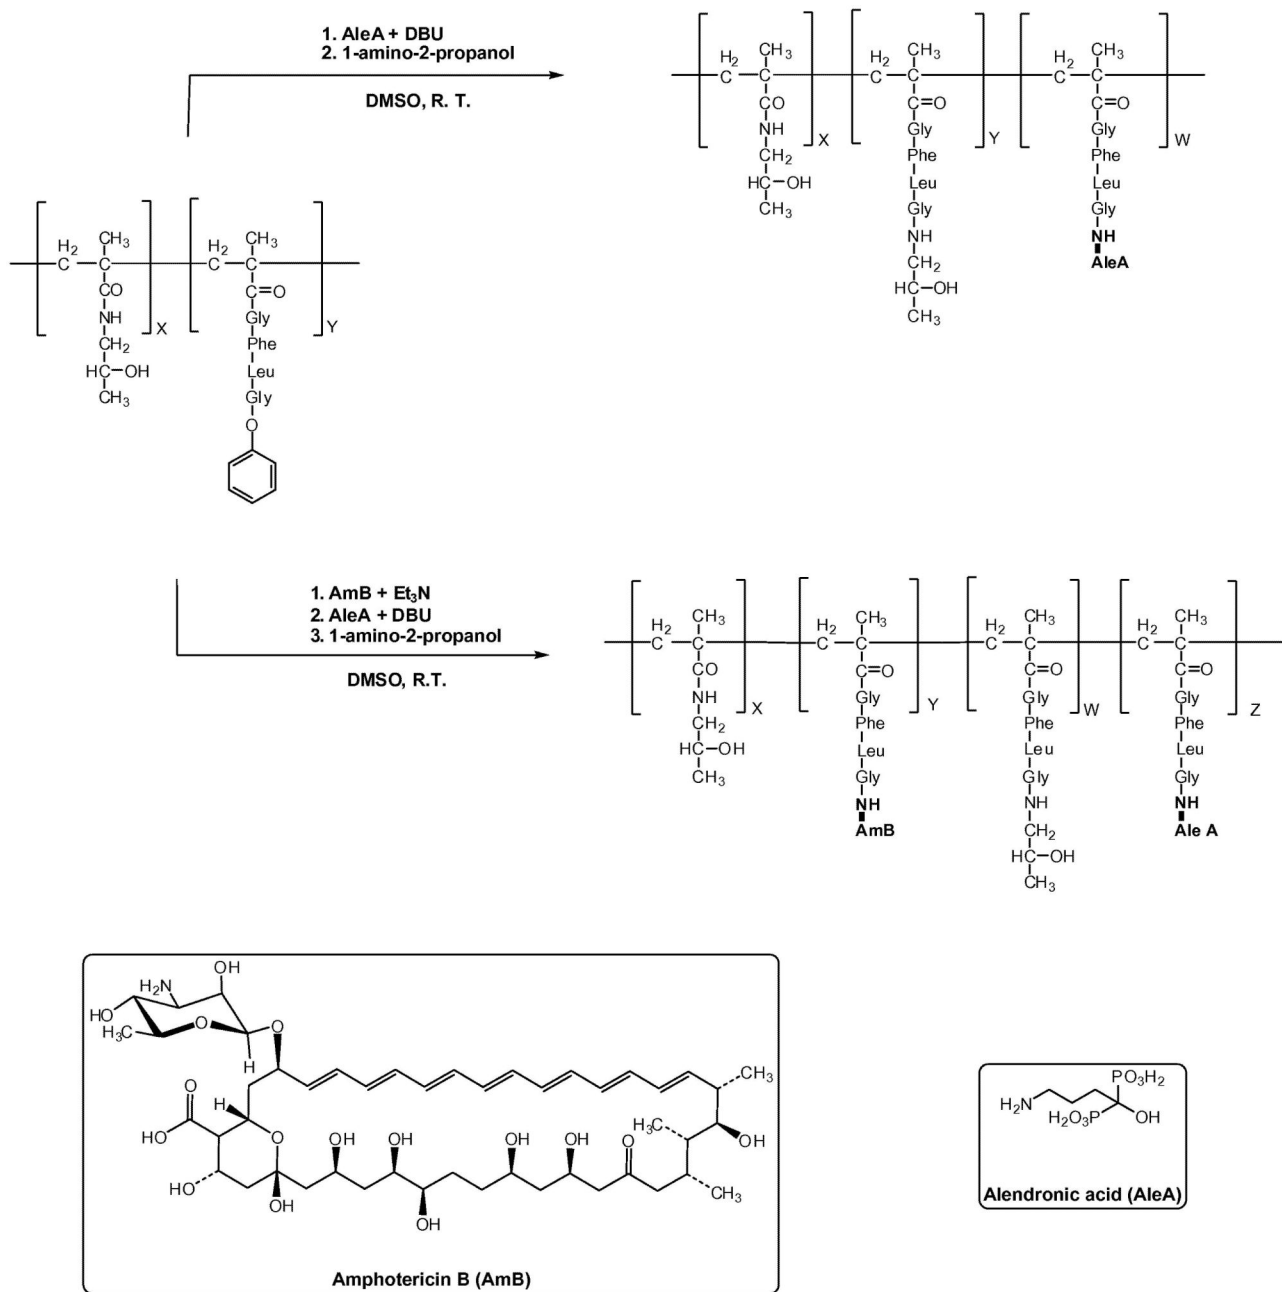 1. AleA + DBU
2. 1-amino-2-propanol
DMSO, R. T.
H2
C
CH3
C
CO
NH
CH2
HC–OH
CH3
X
H2
C
CH3
C
C=O
Gly
Phe
Leu
Gly
NH
CH2
HC–OH
CH3
Y
H2
C
CH3
C
C=O
Gly
Phe
Leu
Gly
NH
AleA
W
H2
C
CH3
C
CO
NH
CH2
HC–OH
CH3
X
H2
C
CH3
C
C=O
Gly
Phe
Leu
Gly
O
Y
1. AmB + Et3N
2. AleA + DBU
3. 1-amino-2-propanol
DMSO, R.T.
H2
C
CH3
C
CO
NH
CH2
HC–OH
CH3
X
H2
C
CH3
C
C=O
Gly
Phe
Leu
Gly
NH
AmB
Y
H2
C
CH3
C
C=O
Gly
Phe
Leu
Gly
NH
CH2
HC–OH
CH3
W
H2
C
CH3
C
C=O
Gly
Phe
Leu
Gly
NH
Ale A
Z
OH
H2N
HO
O
O
H3C
H
O
HO
H
O
HO
OH
OH
OH
OH
OH
OH
O
H3C
CH3
OH
CH3
Amphotericin B (AmB)
PO3H2
H2N
H2O3P
OH
Alendronic acid (AleA)